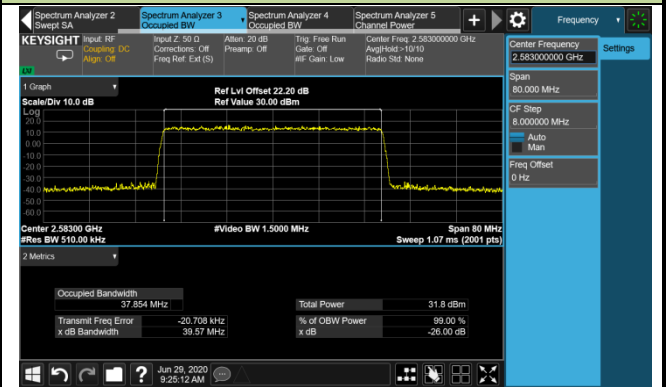 Spectrum Analyzer 2
Swept SA
Spectrum Analyzer 3
Occupied BW
Spectrum Analyzer 4
Occupied BW
Spectrum Analyzer 5
Channel Power
+
Frequency
KEYSIGHT
LW
Input: RF
Coupling: DC
Align: Off
Input Z: 50 Ω
Corrections: Off
Freq Ref: Ext (S)
Atten: 20 dB
Preamp: Off
Trig: Free Run
Gate: Off
#IF Gain: Low
Center Freq: 2.583000000 GHz
Avg|Hold:>10/10
Radio Std: None
Center Frequency
2.583000000 GHz
Settings
Span
80.000 MHz
CF Step
8.000000 MHz
Auto
Man
Freq Offset
0 Hz
1 Graph
Scale/Div 10.0 dB
Ref Lvl Offset 22.20 dB
Ref Value 30.00 dBm
Log
20.0
10.0
0.00
-10.0
-20.0
-30.0
-40.0
-50.0
-60.0
Center 2.58300 GHz
#Res BW 510.00 kHz
#Video BW 1.5000 MHz
Span 80 MHz
Sweep 1.07 ms (2001 pts)
2 Metrics
Occupied Bandwidth
37.854 MHz
Total Power 31.8 dBm
Transmit Freq Error -20.708 kHz
% of OBW Power 99.00 %
x dB Bandwidth 39.57 MHz
x dB -26.00 dB
?
Jun 29, 2020
9:25:12 AM